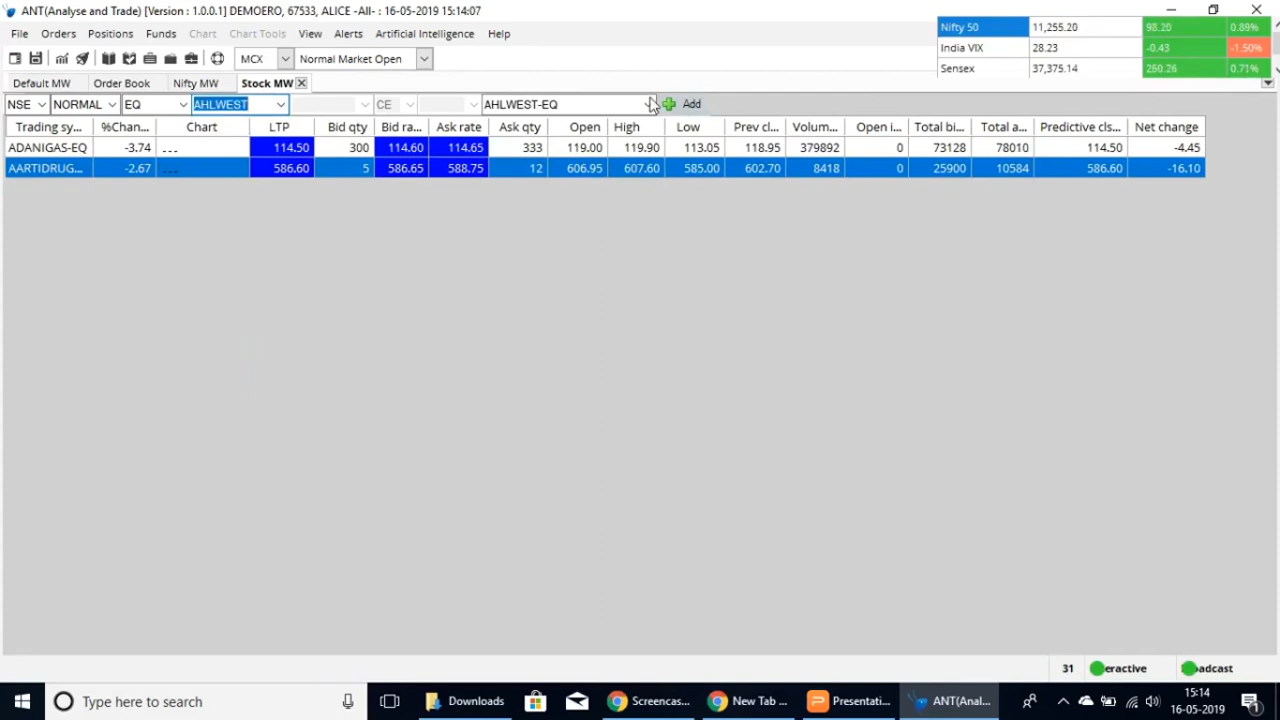 ANT(Analyse and Trade) [Version : 1.0.0.1] DEMOERO, 67533, ALICE -All- : 16-05-2019 15:14:07
File Orders Positions Funds Chart Chart Tools View Alerts Artificial Intelligence Help
Nifty 50 11,255.20 98.20 0.89%
India VIX 28.23 -0.43 -1.50%
Sensex 37,375.14 260.26 0.71%
MCX Normal Market Open
Default MW Order Book Nifty MW Stock MW
NSE NORMAL EQ AHLWEST CE AHLWEST-EQ Add
Trading sy... %Chan... Chart LTP Bid qty Bid ra... Ask rate Ask qty Open High Low Prev cl... Volum... Open i... Total bi... Total a... Predictive cls... Net change
ADANIGAS-EQ -3.74 ... 114.50 300 114.60 114.65 333 119.00 119.90 113.05 118.95 379892 0 73128 78010 114.50 -4.45
AARTIDRUG... -2.67 ... 586.60 5 586.65 588.75 12 606.95 607.60 585.00 602.70 8418 0 25900 10584 586.60 -16.10
31 eractive adcast
Type here to search Downloads Screencas... New Tab ... Presentati... ANT(Anal... 15:14
16-05-2019 1